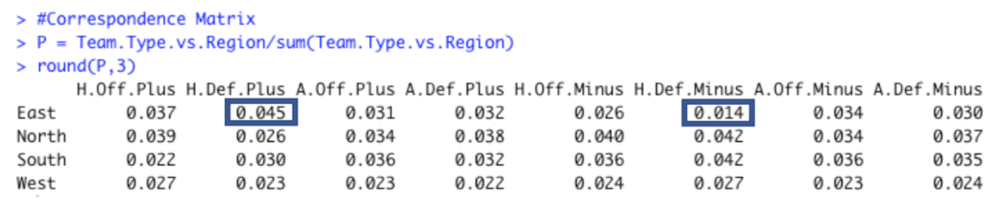 > #Correspondence Matrix
> P = Team.Type.vs.Region/sum(Team.Type.vs.Region)
> round(P,3)
H.Off.Plus H.Def.Plus A.Off.Plus A.Def.Plus H.Off.Minus H.Def.Minus A.Off.Minus A.Def.Minus
East 0.037 0.045 0.031 0.032 0.026 0.014 0.034 0.030
North 0.039 0.026 0.034 0.038 0.040 0.042 0.034 0.037
South 0.022 0.030 0.036 0.032 0.036 0.042 0.036 0.035
West 0.027 0.023 0.023 0.022 0.024 0.027 0.023 0.024